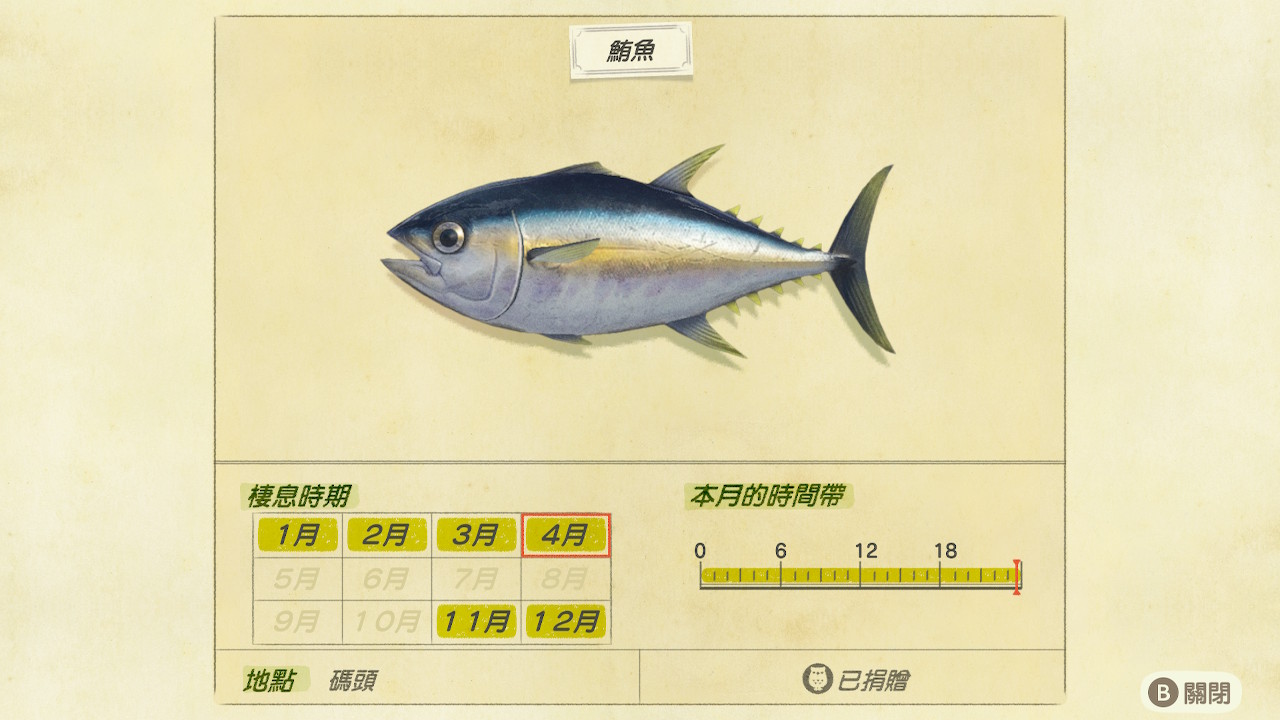 鮪魚
棲息時期
1月 2月 3月 4月
5月 6月 7月 8月
9月 10月 11月 12月
本月的時間帶
0 6 12 18
地點 碼頭
已捐贈
B 關閉